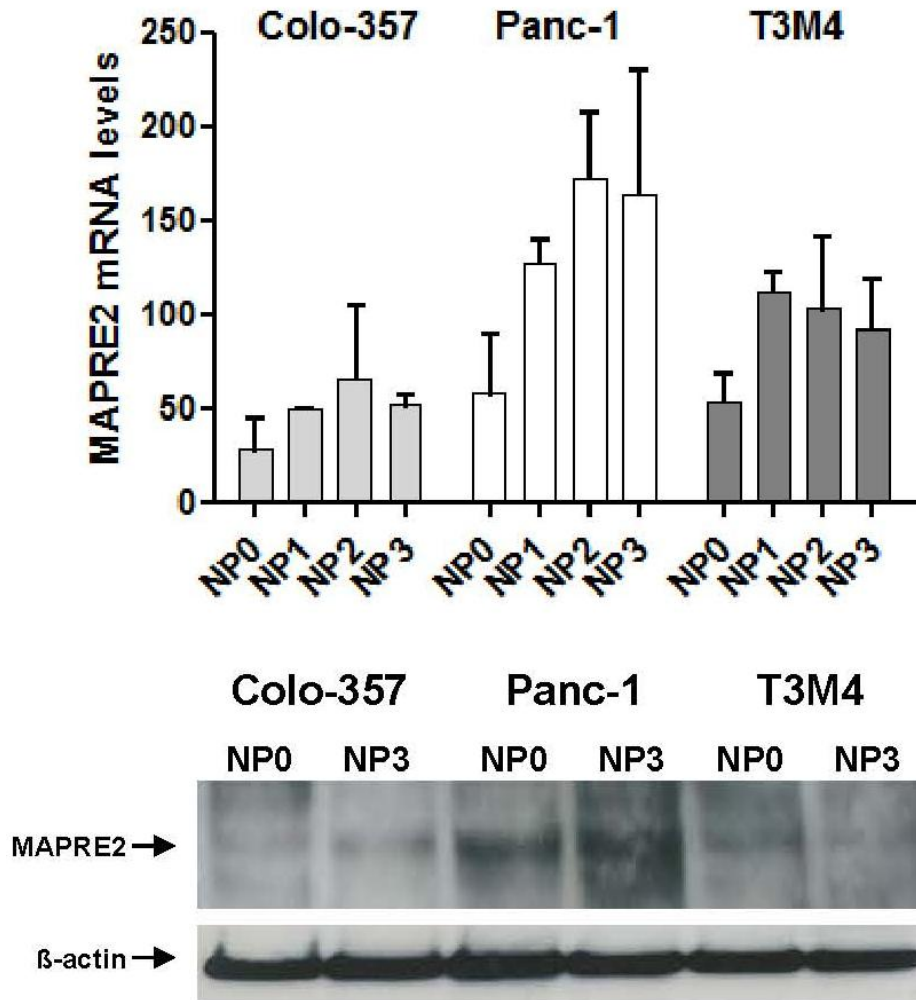 Colo-357 Panc-1 T3M4
MAPRE2 mRNA levels
250
200
150
100
50
0
NP0 NP1 NP2 NP3 NP0 NP1 NP2 NP3 NP0 NP1 NP2 NP3
Colo-357 Panc-1 T3M4
NP0 NP3 NP0 NP3 NP0 NP3
MAPRE2
ß-actin